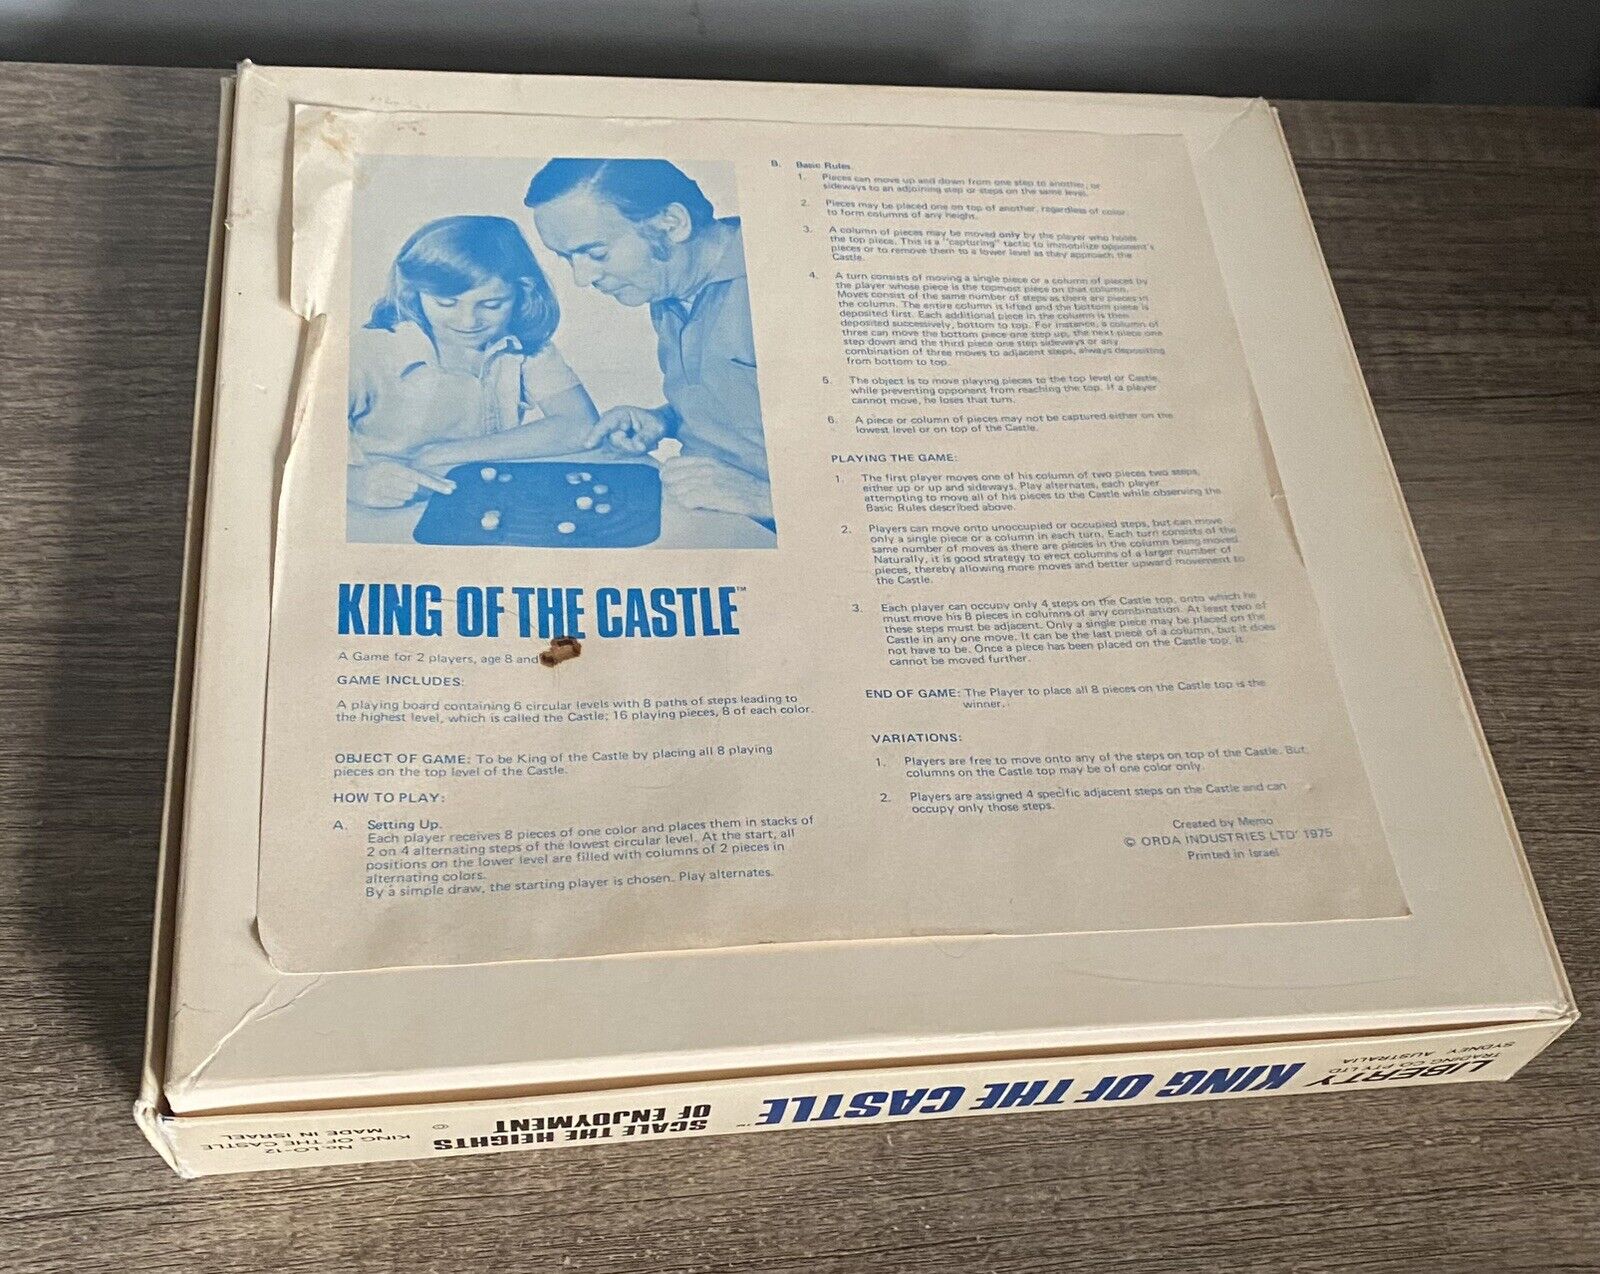 KING OF THE CASTLE™
A Game for 2 players, age 8 and
GAME INCLUDES:
A playing board containing 6 circular levels with 8 paths of steps leading to
the highest level, which is called the Castle; 16 playing pieces, 8 of each color.
OBJECT OF GAME: To be King of the Castle by placing all 8 playing
pieces on the top level of the Castle.
HOW TO PLAY:
A. Setting Up.
Each player receives 8 pieces of one color and places them in stacks of
2 on 4 alternating steps of the lowest circular level. At the start, all
positions on the lower level are filled with columns of 2 pieces in
alternating colors.
By a simple draw, the starting player is chosen. Play alternates.
B. Basic Rules
1. Pieces can move up and down from one step to another, or
sideways to an adjoining step or steps on the same level.
2. Pieces may be placed one on top of another, regardless of color
to form columns of any height.
3. A column of pieces may be moved only by the player who holds
the top piece. This is a "capturing" tactic to immobilize opponent's
pieces or to remove them to a lower level as they approach the
Castle.
4. A turn consists of moving a single piece or a column of pieces by
the player whose piece is the topmost piece on that column.
Moves consist of the same number of steps as there are pieces in
the column. The entire column is lifted and the bottom piece is
deposited first. Each additional piece in the column is then
deposited successively, bottom to top. For instance, a column of
three can move the bottom piece one step up, the next piece one
step down and the third piece one step sideways or any
combination of three moves to adjacent steps, always depositing
from bottom to top.
5. The object is to move playing pieces to the top level or Castle,
while preventing opponent from reaching the top. If a player
cannot move, he loses that turn.
6. A piece or column of pieces may not be captured either on the
lowest level or on top of the Castle.
PLAYING THE GAME:
1. The first player moves one of his column of two pieces two steps,
either up or up and sideways. Play alternates, each player
attempting to move all of his pieces to the Castle while observing the
Basic Rules described above.
2. Players can move onto unoccupied or occupied steps, but can move
only a single piece or a column in each turn. Each turn consists of the
same number of moves as there are pieces in the column being moved
Naturally, it is good strategy to erect columns of a larger number of
pieces, thereby allowing more moves and better upward movement to
the Castle.
3. Each player can occupy only 4 steps on the Castle top, onto which he
must move his 8 pieces in columns of any combination. At least two of
these steps must be adjacent. Only a single piece may be placed on the
Castle in any one move. It can be the last piece of a column, but it does
not have to be. Once a piece has been placed on the Castle top, it
cannot be moved further.
END OF GAME: The Player to place all 8 pieces on the Castle top is the
winner.
VARIATIONS:
1. Players are free to move onto any of the steps on top of the Castle. But,
columns on the Castle top may be of one color only.
2. Players are assigned 4 specific adjacent steps on the Castle and can
occupy only those steps.
Created by Memo
© ORDA INDUSTRIES LTD' 1975
Printed in Israel
LIBERTY
TRADING CO PTY LTD
SYDNEY AUSTRALIA
KING OF THE CASTLE™
SCALE THE HEIGHTS
OF ENJOYMENT
©
No LO-12
KING OF THE CASTLE
MADE IN ISRAEL